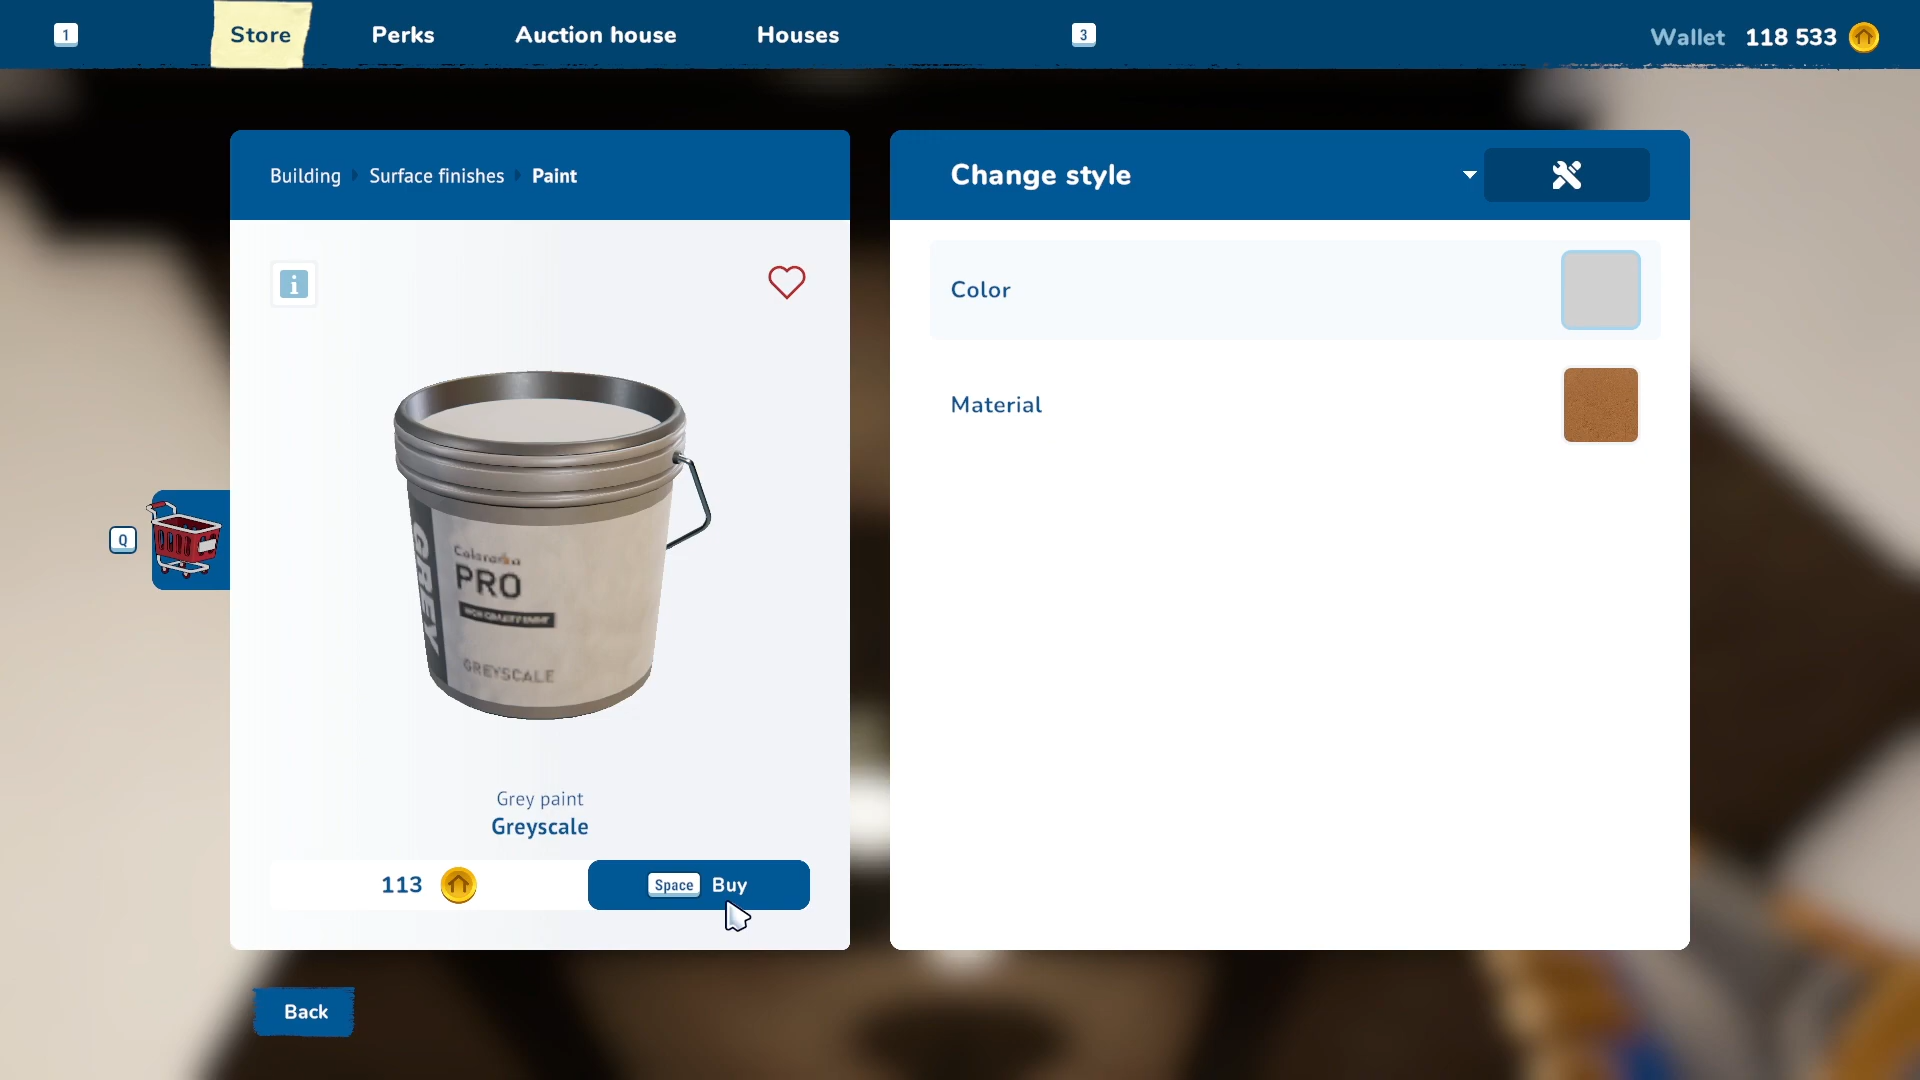 1 Store Perks Auction house Houses 3 Wallet 118 533
Building Surface finishes Paint
Change style
i
Color
Material
Q
GREY
PRO
GREYSCALE
Grey paint
Greyscale
113 Space Buy
Back